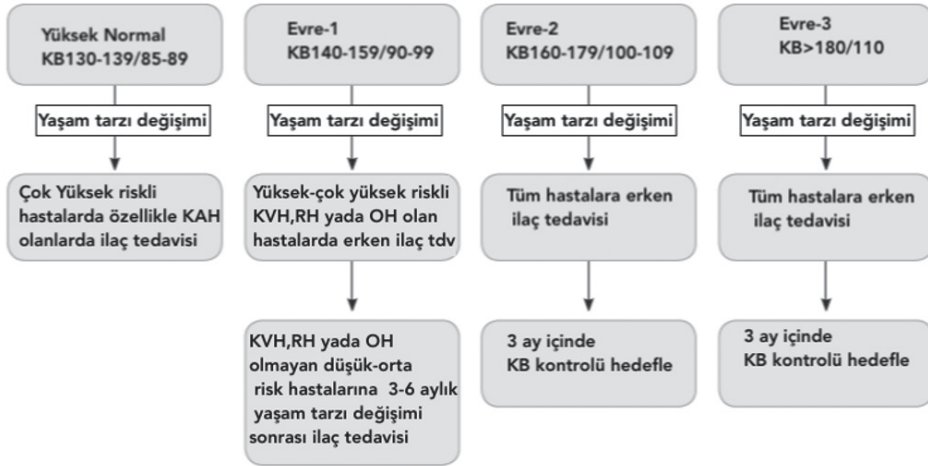 Yüksek Normal
KB130-139/85-89
Yaşam tarzı değişimi
Çok Yüksek riskli
hastalarda özellikle KAH
olanlarda ilaç tedavisi
Evre-1
KB140-159/90-99
Yaşam tarzı değişimi
Yüksek-çok yüksek riskli
KVH,RH yada OH olan
hastalarda erken ilaç tdv
KVH,RH yada OH
olmayan düşük-orta
risk hastalarına 3-6 aylık
yaşam tarzı değişimi
sonrası ilaç tedavisi
Evre-2
KB160-179/100-109
Yaşam tarzı değişimi
Tüm hastalara erken
ilaç tedavisi
3 ay içinde
KB kontrolü hedefle
Evre-3
KB>180/110
Yaşam tarzı değişimi
Tüm hastalara erken
ilaç tedavisi
3 ay içinde
KB kontrolü hedefle